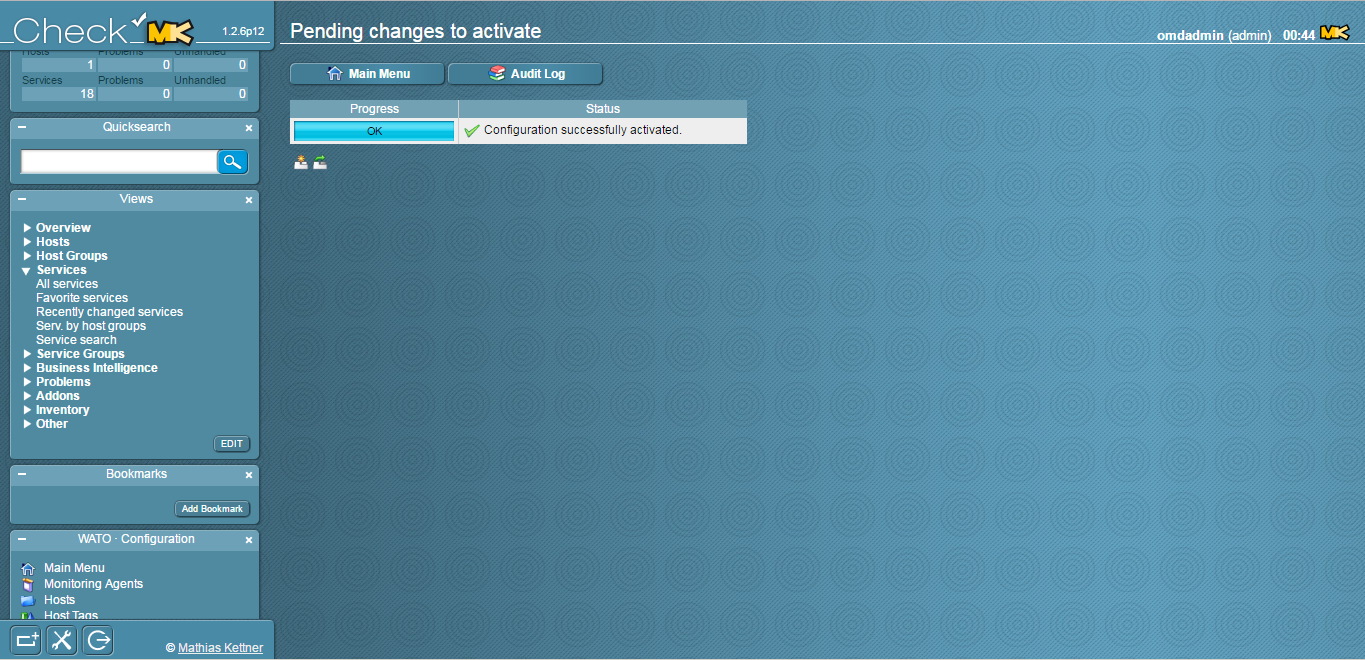 Check MK 1.2.6p12
Hosts Problems Unhandled
1 0 0
Services Problems Unhandled
18 0 0
Quicksearch
Views
Overview
Hosts
Host Groups
Services
All services
Favorite services
Recently changed services
Serv. by host groups
Service search
Service Groups
Business Intelligence
Problems
Addons
Inventory
Other
EDIT
Bookmarks
Add Bookmark
WATO · Configuration
Main Menu
Monitoring Agents
Hosts
Host Tags
© Mathias Kettner
Pending changes to activate
omdadmin (admin) 00:44 MK
Main Menu Audit Log
Progress Status
OK Configuration successfully activated.